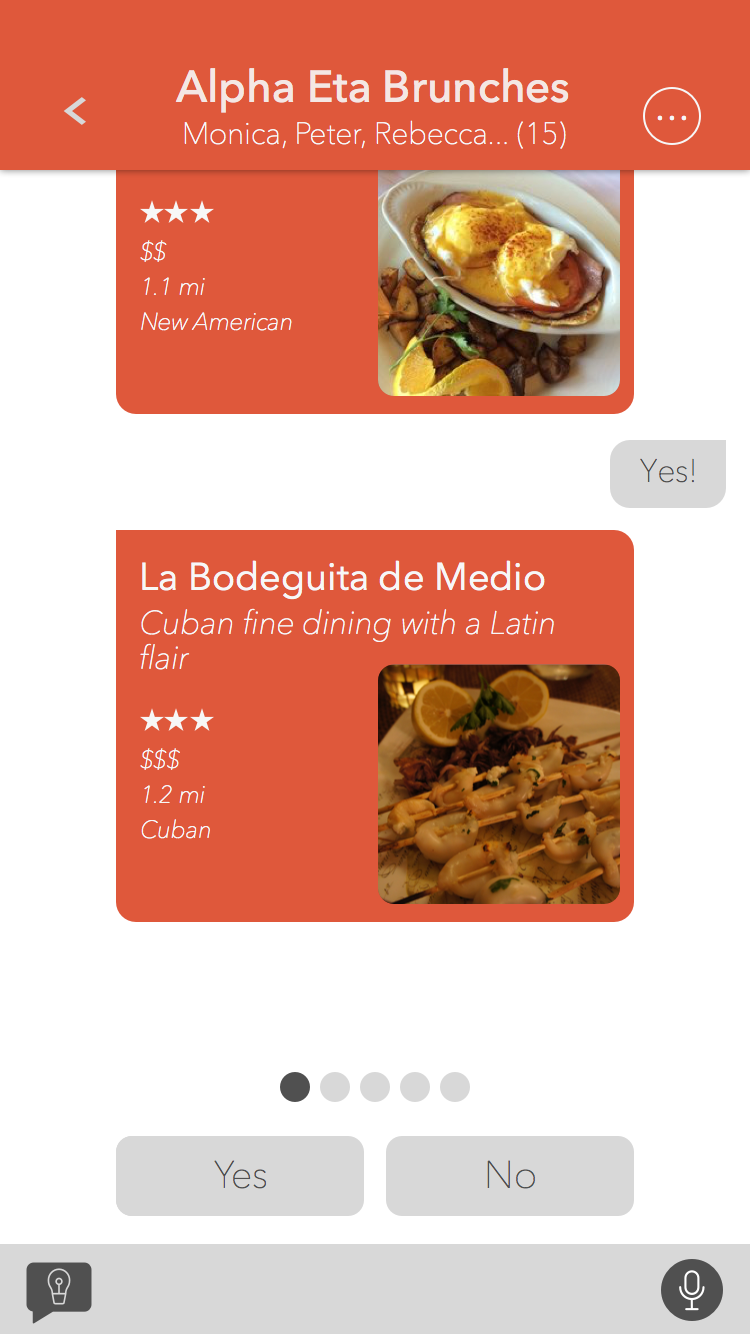 Alpha Eta Brunches
Monica, Peter, Rebecca... (15)
★★★
$$
1.1 mi
New American
Yes!
La Bodeguita de Medio
Cuban fine dining with a Latin
flair
★★★
$$$
1.2 mi
Cuban
Yes
No